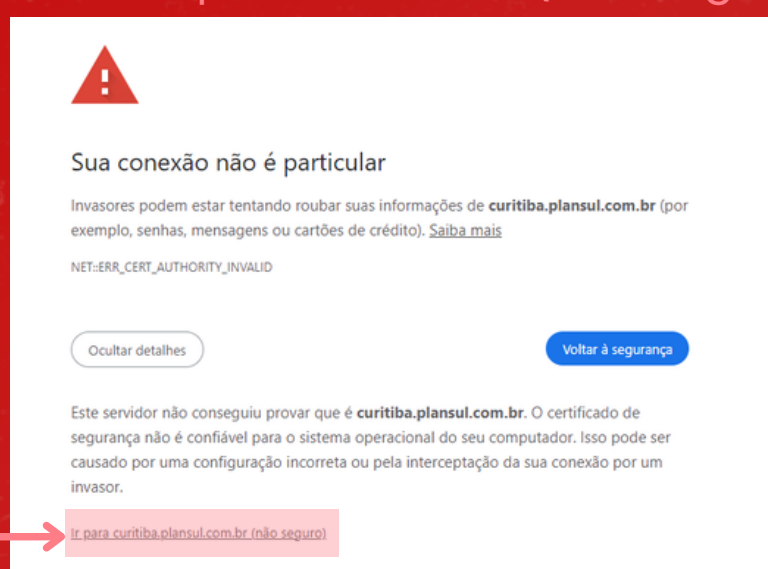 Sua conexão não é particular
Invasores podem estar tentando roubar suas informações de curitiba.plansul.com.br (por
exemplo, senhas, mensagens ou cartões de crédito). Saiba mais
NET::ERR_CERT_AUTHORITY_INVALID
Ocultar detalhes
Voltar à segurança
Este servidor não conseguiu provar que é curitiba.plansul.com.br. O certificado de
segurança não é confiável para o sistema operacional do seu computador. Isso pode ser
causado por uma configuração incorreta ou pela interceptação da sua conexão por um
invasor.
Ir para curitiba.plansul.com.br (não seguro)